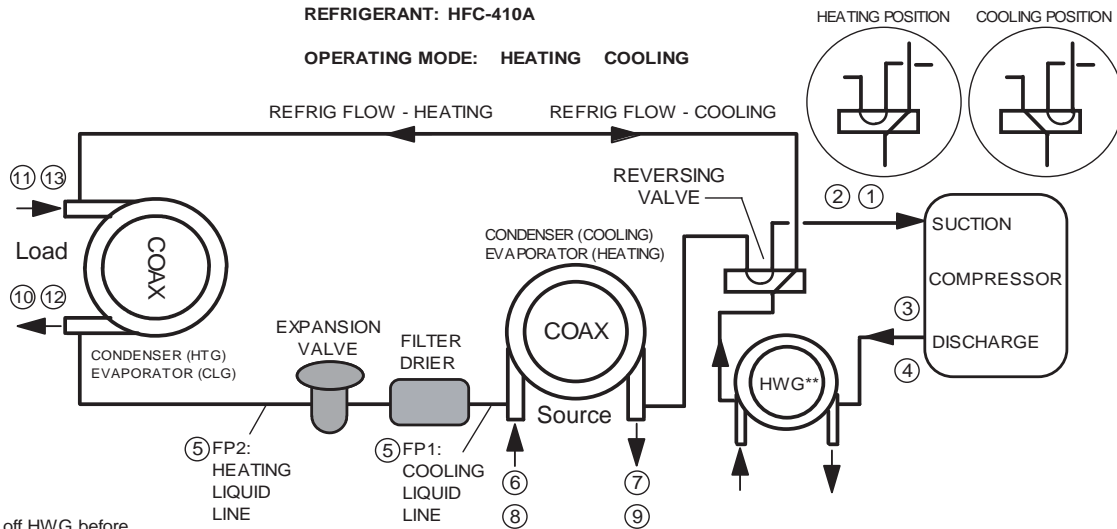 REFRIGERANT: HFC-410A
OPERATING MODE: HEATING COOLING
HEATING POSITION
COOLING POSITION
REFRIG FLOW - HEATING
REFRIG FLOW - COOLING
11 13
Load
10 12
COAX
CONDENSER (HTG)
EVAPORATOR (CLG)
EXPANSION
VALVE
FILTER
DRIER
CONDENSER (COOLING)
EVAPORATOR (HEATING)
COAX
Source
REVERSING
VALVE
2 1
SUCTION
COMPRESSOR
3
DISCHARGE
4
HWG**
5 FP2:
HEATING
LIQUID
LINE
5 FP1:
COOLING
LIQUID
LINE
6
8
7
9
off HWG before